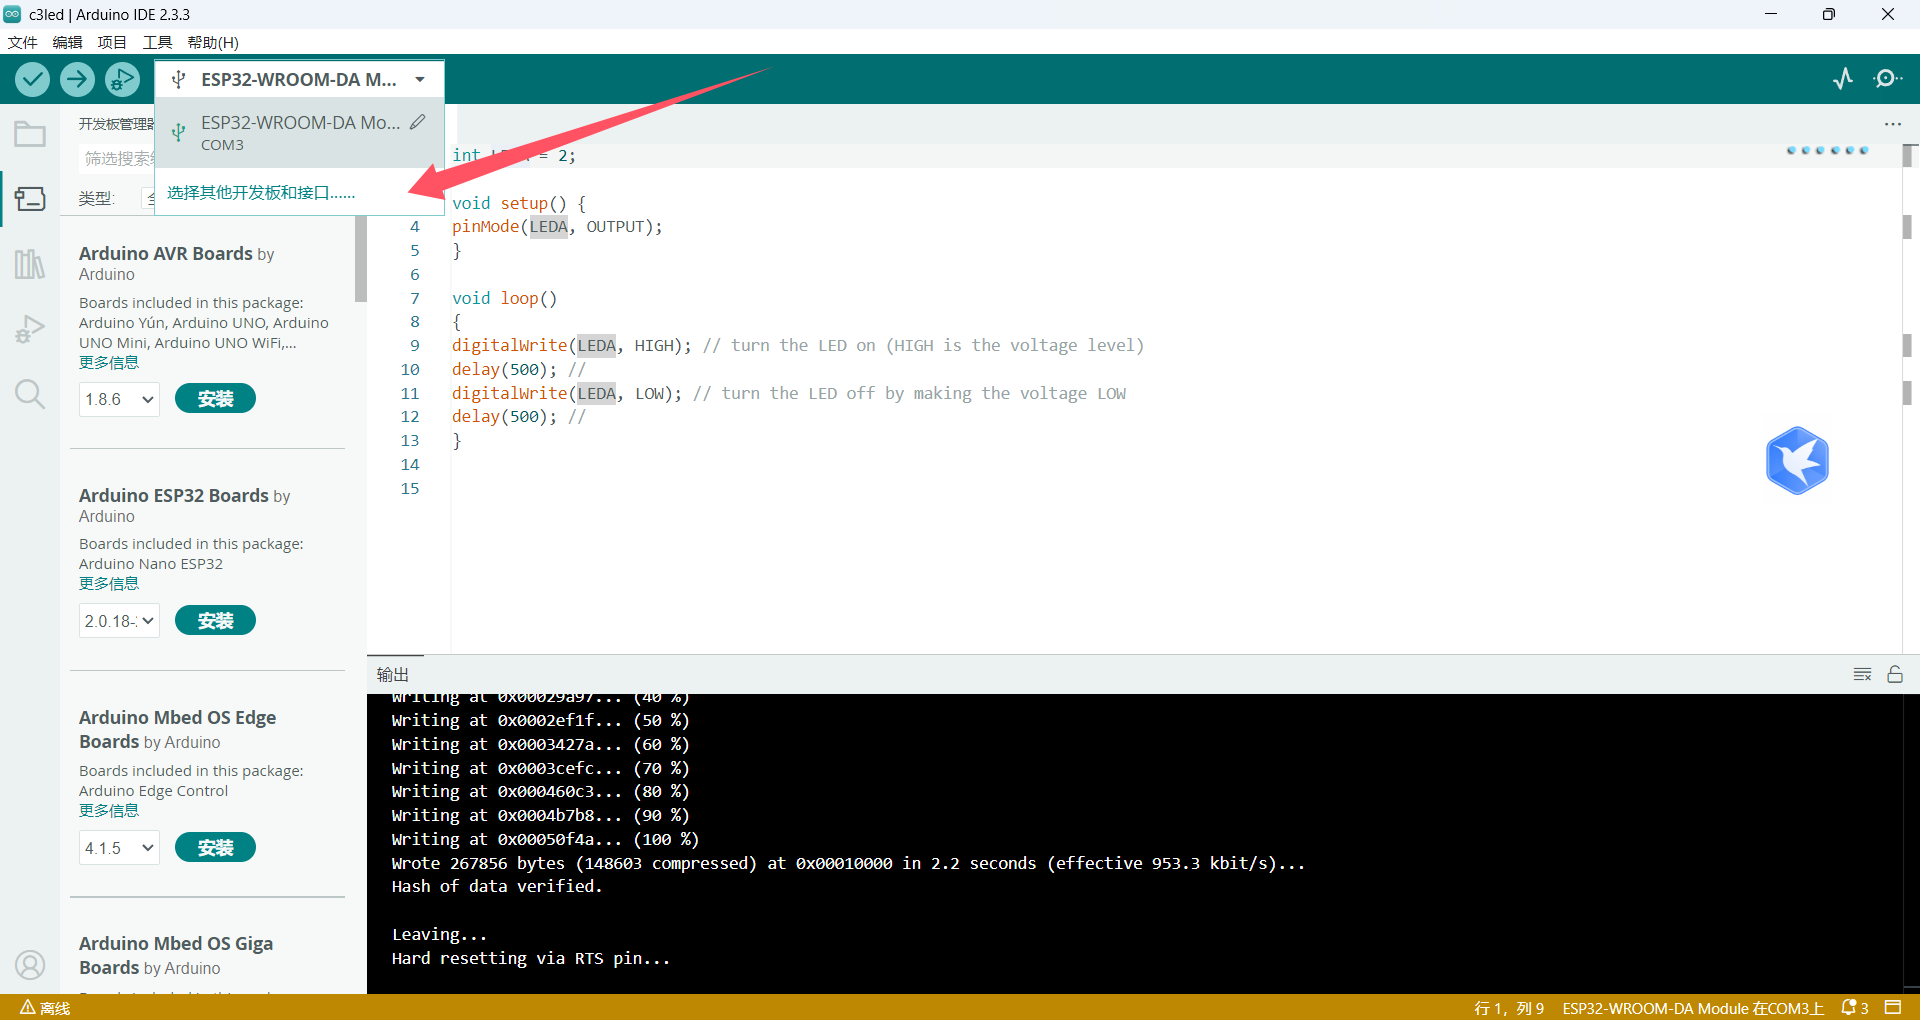 c3led | Arduino IDE 2.3.3
文件 编辑 项目 工具 帮助(H)
ESP32-WROOM-DA M...
ESP32-WROOM-DA Mo...
COM3
选择其他开发板和接口......
开发板管理器
筛选搜索
类型:
Arduino AVR Boards by
Arduino
Boards included in this package:
Arduino Yún, Arduino UNO, Arduino
UNO Mini, Arduino UNO WiFi,...
更多信息
1.8.6 安装
Arduino ESP32 Boards by
Arduino
Boards included in this package:
Arduino Nano ESP32
更多信息
2.0.18- 安装
Arduino Mbed OS Edge
Boards by Arduino
Boards included in this package:
Arduino Edge Control
更多信息
4.1.5 安装
Arduino Mbed OS Giga
Boards by Arduino
int = 2;
void setup() {
4 pinMode(LEDA, OUTPUT);
5 }
6
7 void loop()
8 {
9 digitalWrite(LEDA, HIGH); // turn the LED on (HIGH is the voltage level)
10 delay(500); //
11 digitalWrite(LEDA, LOW); // turn the LED off by making the voltage LOW
12 delay(500); //
13 }
14
15
输出
Writing at 0x00029a97... (40 %)
Writing at 0x0002ef1f... (50 %)
Writing at 0x0003427a... (60 %)
Writing at 0x0003cefc... (70 %)
Writing at 0x000460c3... (80 %)
Writing at 0x0004b7b8... (90 %)
Writing at 0x00050f4a... (100 %)
Wrote 267856 bytes (148603 compressed) at 0x00010000 in 2.2 seconds (effective 953.3 kbit/s)...
Hash of data verified.
Leaving...
Hard resetting via RTS pin...
离线
行 1，列 9 ESP32-WROOM-DA Module 在COM3上 3